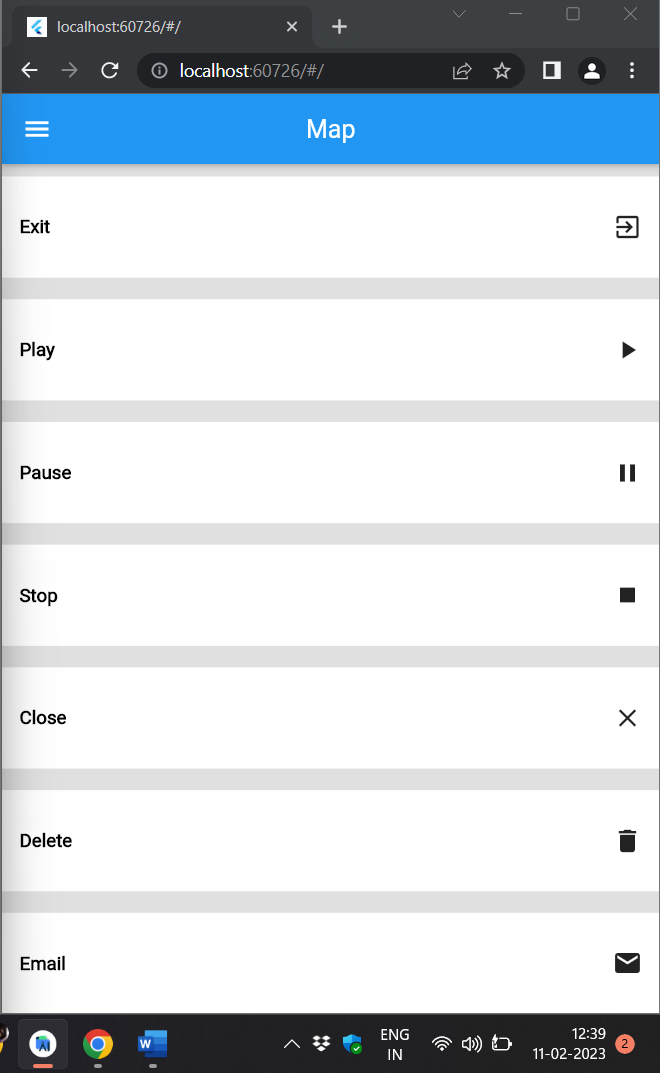 localhost:60726/#/
localhost:60726/#/
Map
Exit
Play
Pause
Stop
Close
Delete
Email
W
ENG
IN
12:39
11-02-2023
2